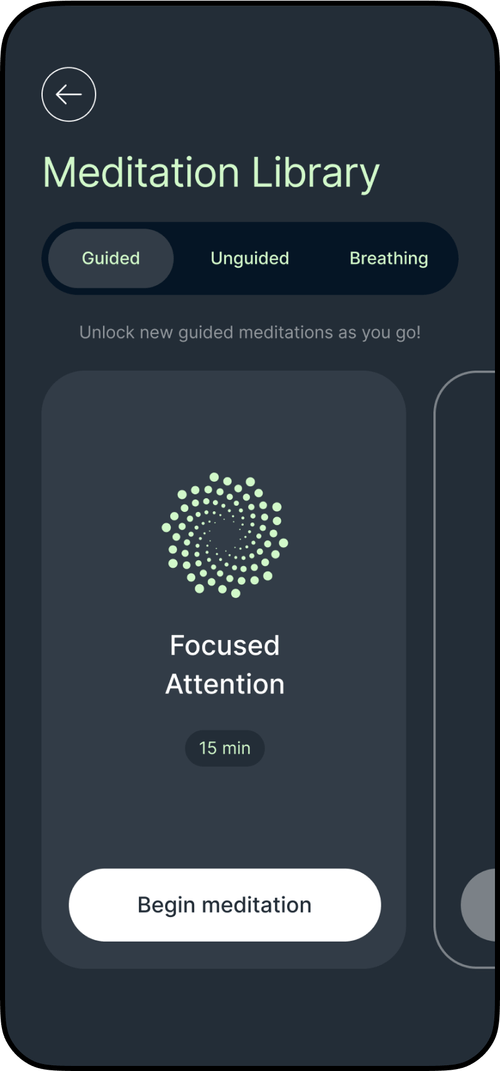 Meditation Library
Guided Unguided Breathing
Unlock new guided meditations as you go!
Focused
Attention
15 min
Begin meditation